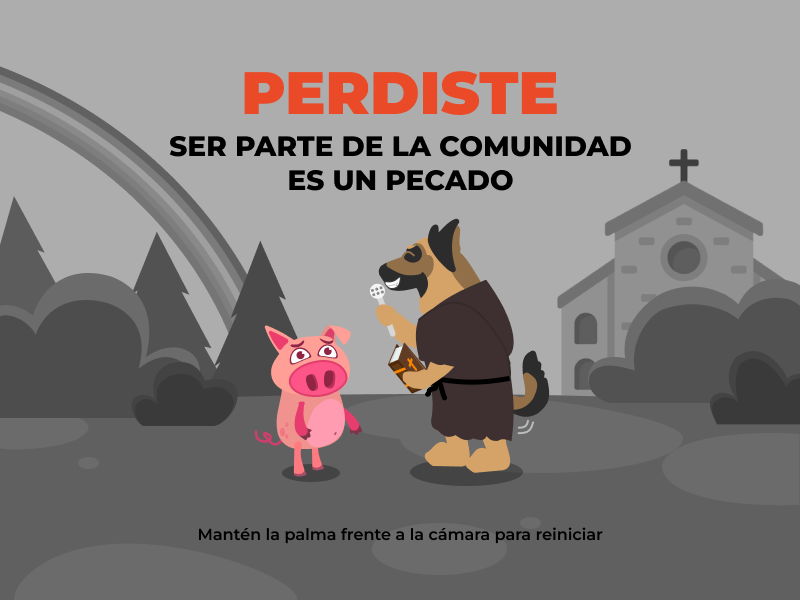 PERDISTE
SER PARTE DE LA COMUNIDAD
ES UN PECADO
Mantén la palma frente a la cámara para reiniciar